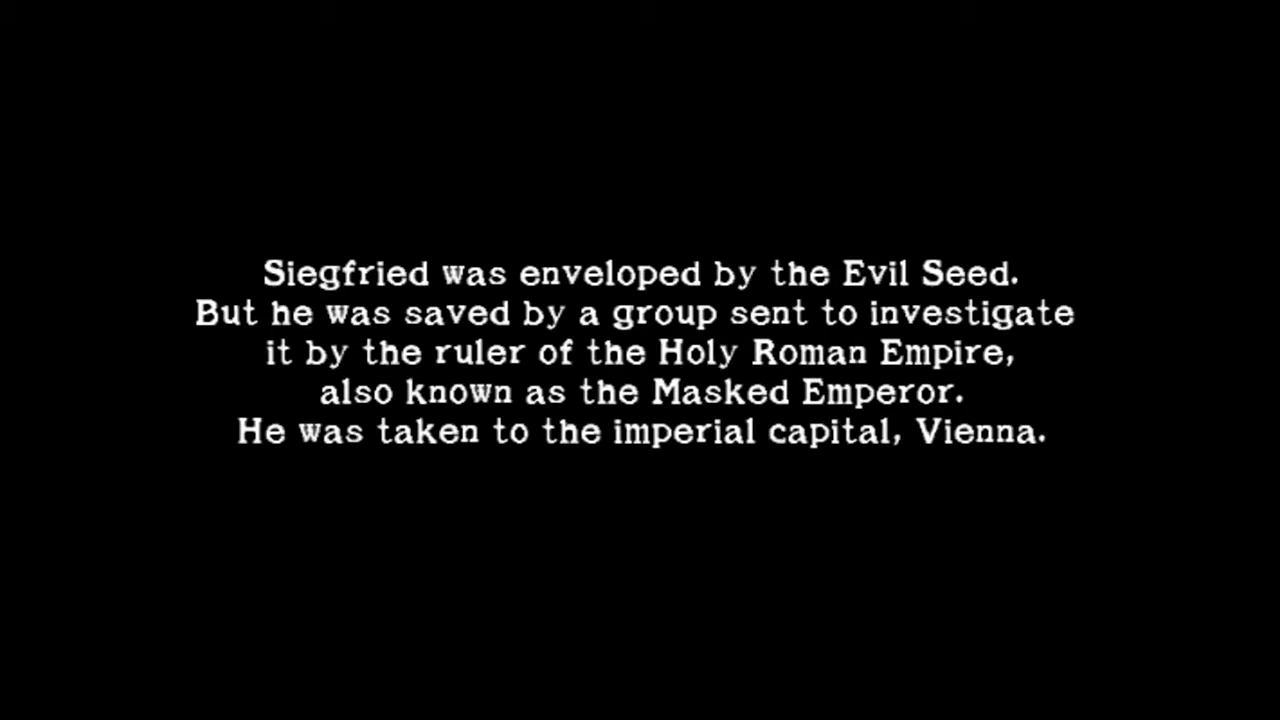 Siegfried was enveloped by the Evil Seed.
But he was saved by a group sent to investigate
it by the ruler of the Holy Roman Empire,
also known as the Masked Emperor.
He was taken to the imperial capital, Vienna.